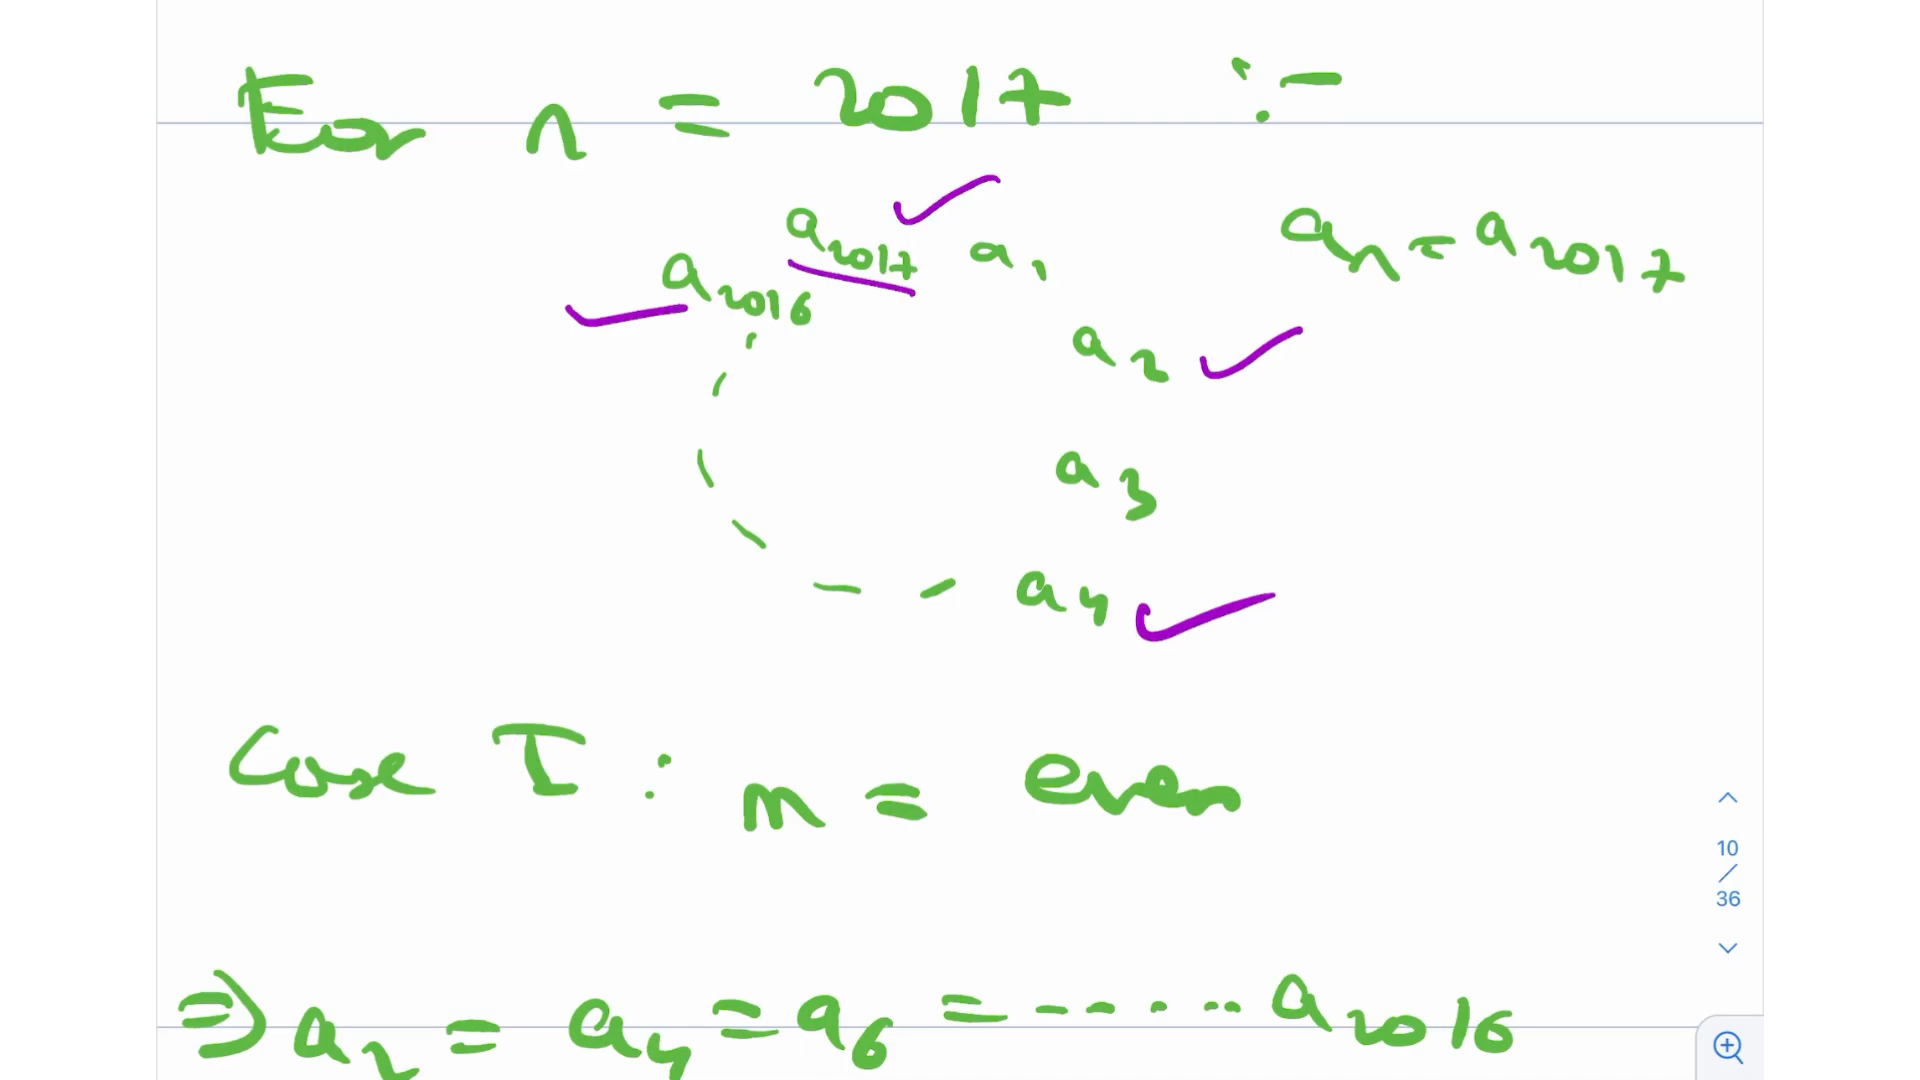 For n = 2017 :-
a2017 a1 an = a2017
a2016
a2
a3
a4
Case I : m = even
10
/
36
⇒ a2 = a4 = a6 = ----- a2016